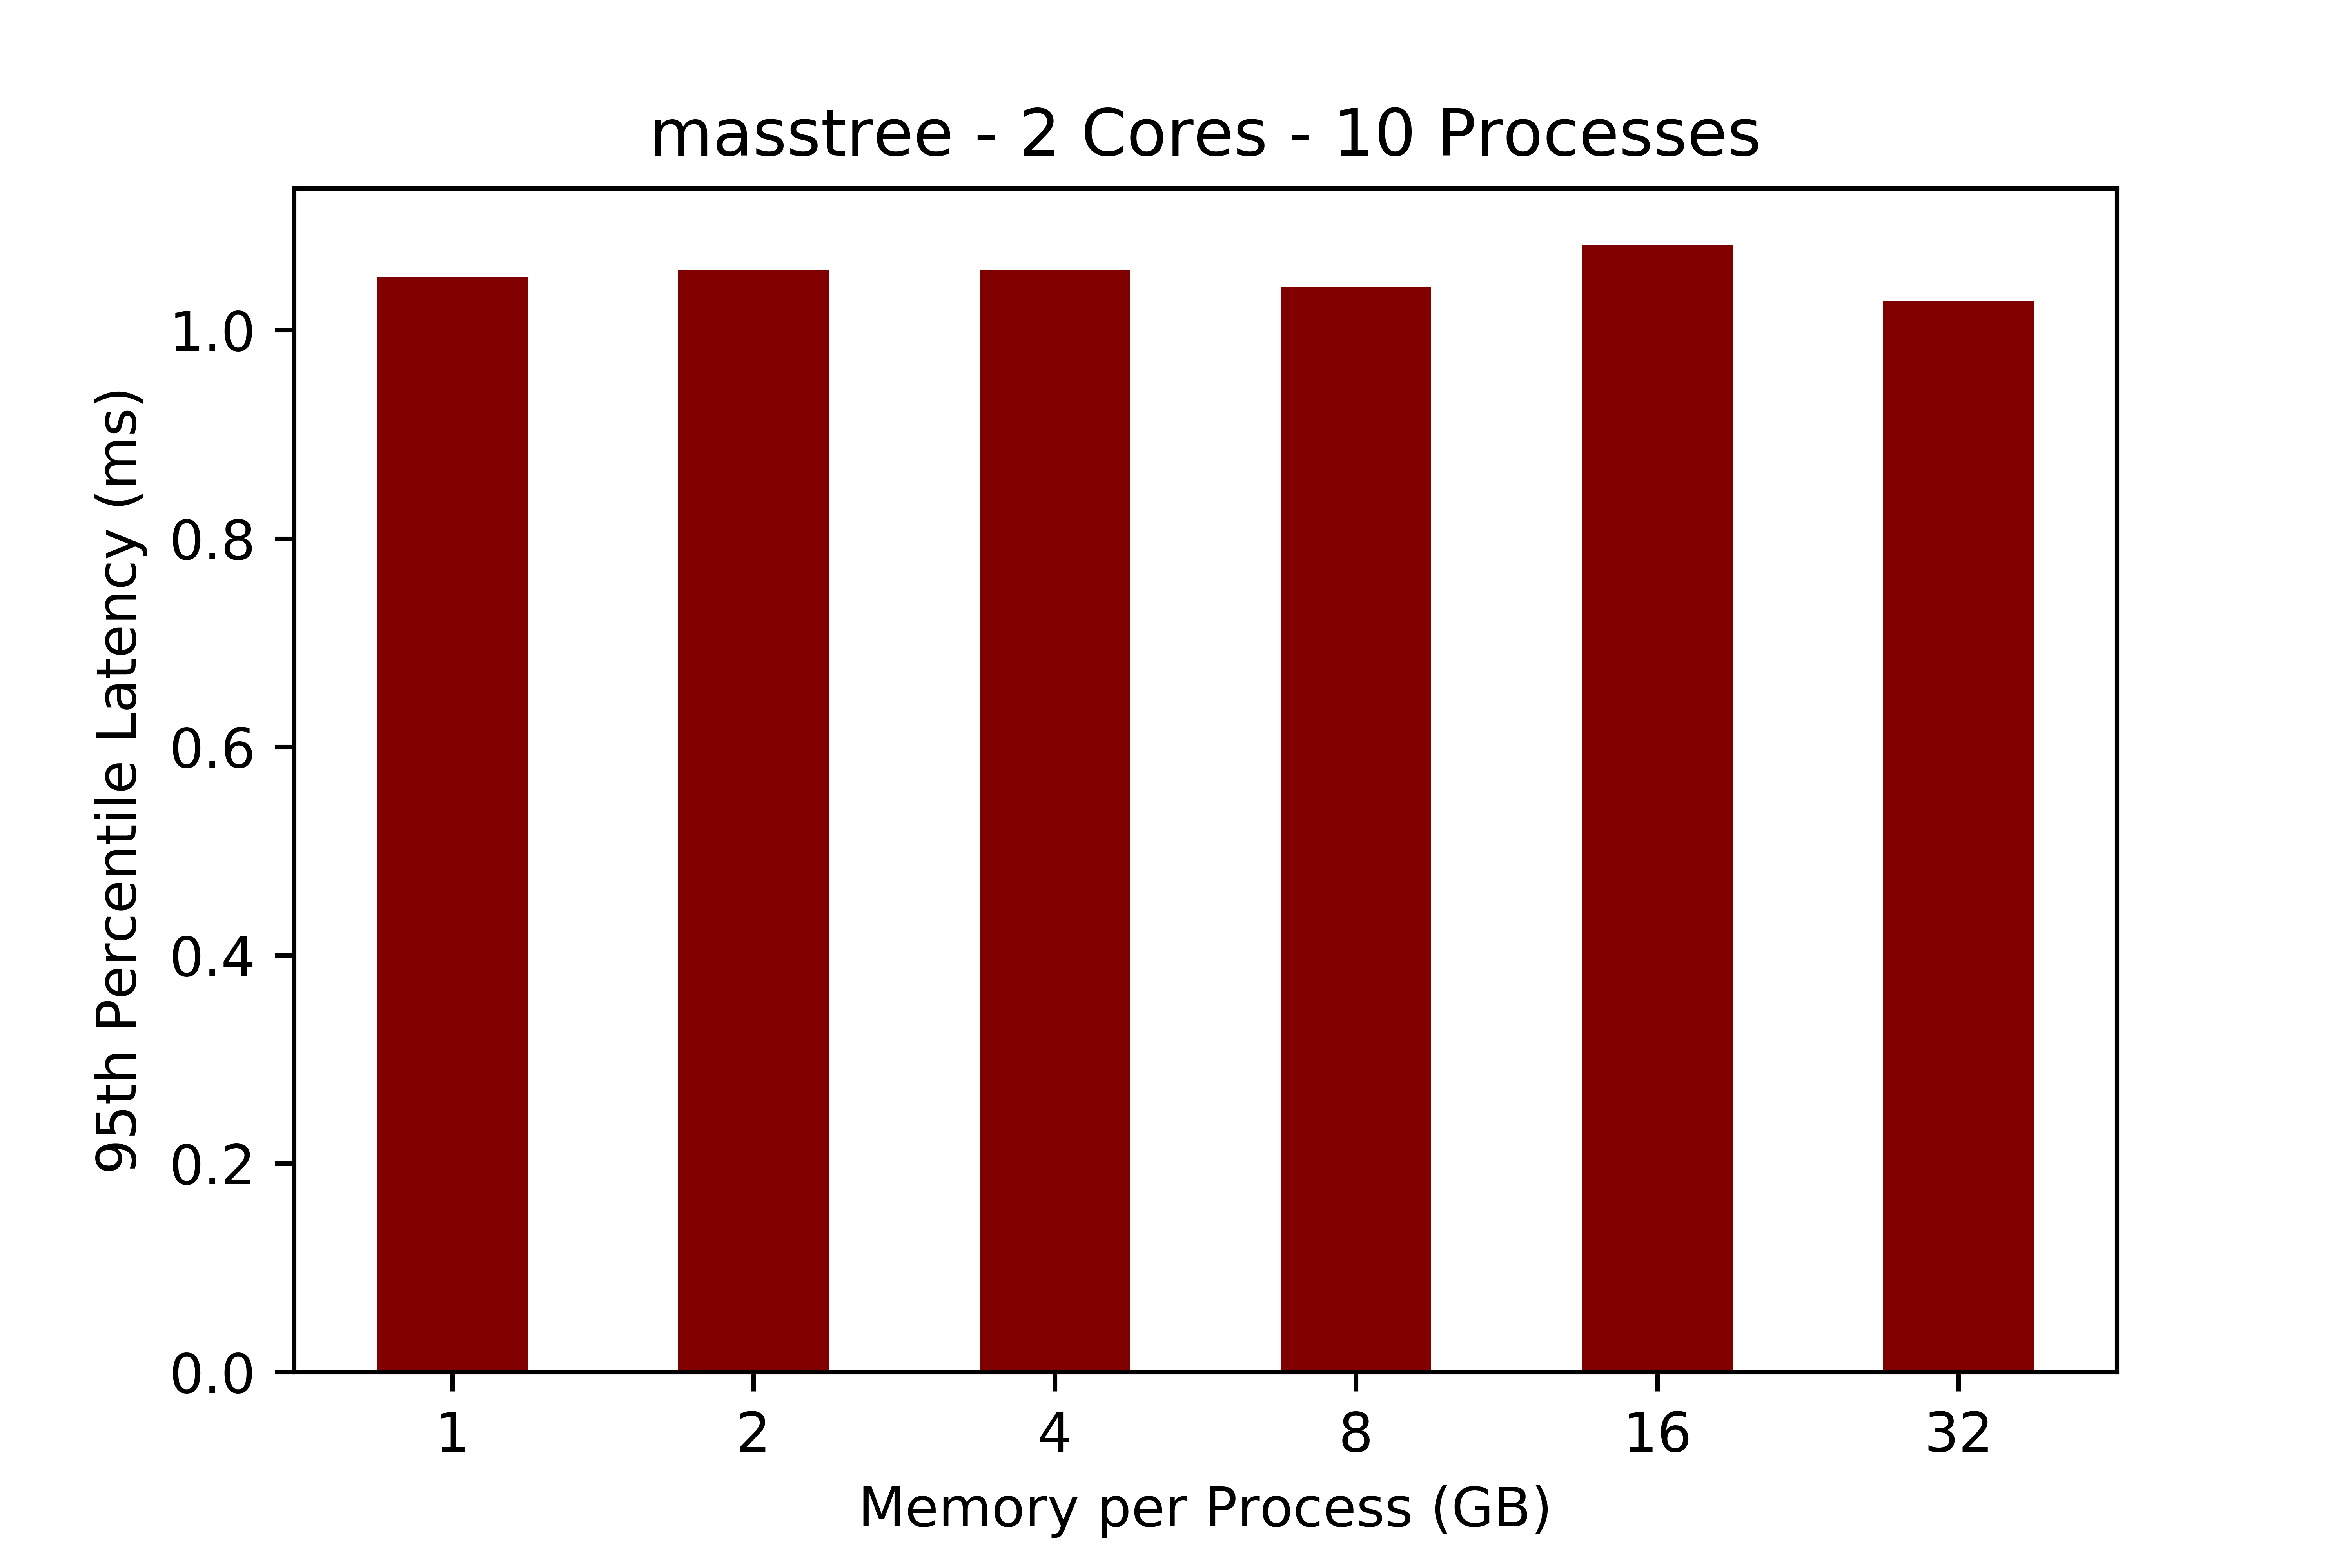 masstree - 2 Cores - 10 Processes
95th Percentile Latency (ms)
1.0
0.8
0.6
0.4
0.2
0.0
1 2 4 8 16 32
Memory per Process (GB)